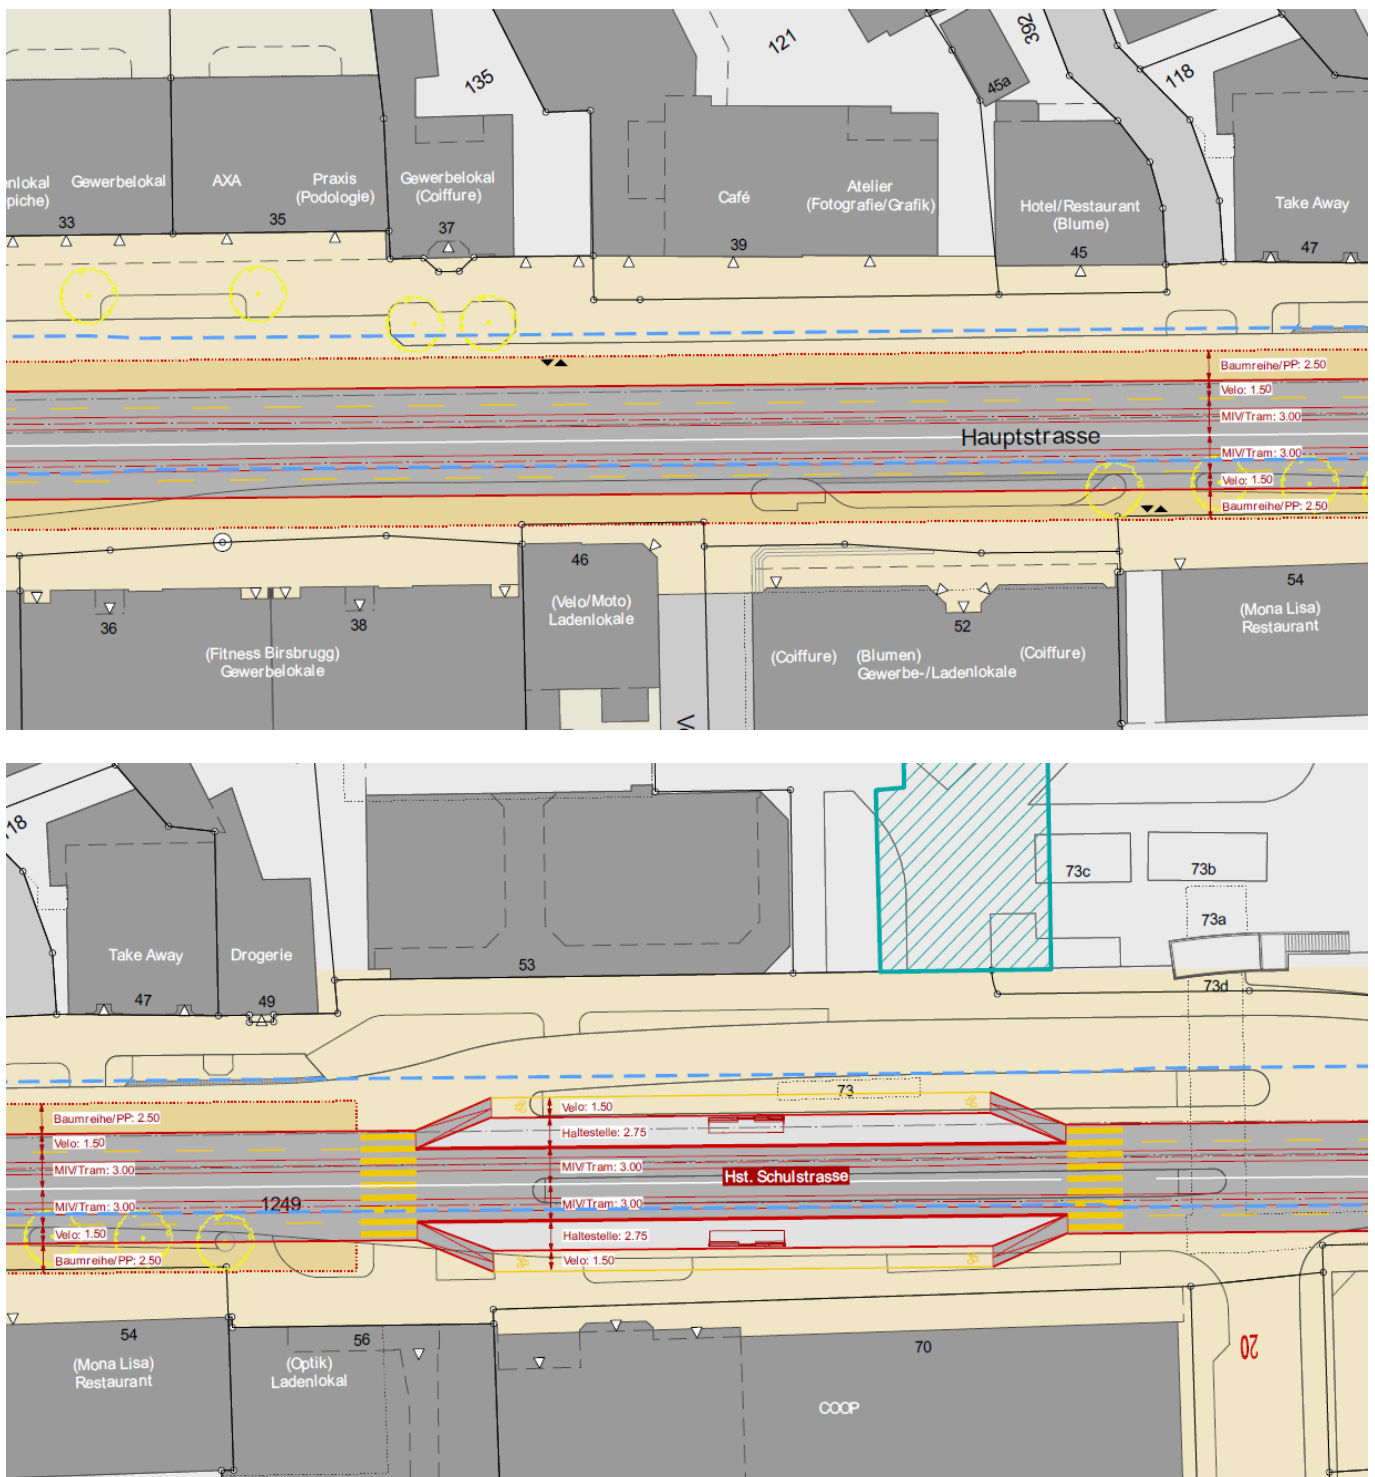 135
121
392
118
45a
enlokal
piche)
33
Gewerbelokal
AXA
35
Praxis
(Podologie)
Gewerbelokal
(Coiffure)
37
Café
39
Atelier
(Fotografie/Grafik)
Hotel/Restaurant
(Blume)
45
Take Away
47
Baumreihe/PP: 2.50
Velo: 1.50
MIV/Tram: 3.00
Hauptstrasse
MIV/Tram: 3.00
Velo: 1.50
Baumreihe/PP: 2.50
36
38
(Fitness Birsbrugg)
Gewerbelokale
46
(Velo/Moto)
Ladenlokale
52
(Coiffure)
(Blumen)
(Coiffure)
Gewerbe-/Ladenlokale
54
(Mona Lisa)
Restaurant
118
Take Away
47
Drogerie
49
53
73c
73b
73a
73d
73
Baumreihe/PP: 2.50
Velo: 1.50
MIV/Tram: 3.00
MIV/Tram: 3.00
1249
Velo: 1.50
Baumreihe/PP: 2.50
Velo: 1.50
Haltestelle: 2.75
MIV/Tram: 3.00
Hst. Schulstrasse
MIV/Tram: 3.00
Haltestelle: 2.75
Velo: 1.50
54
(Mona Lisa)
Restaurant
56
(Optik)
Ladenlokal
70
COOP
20